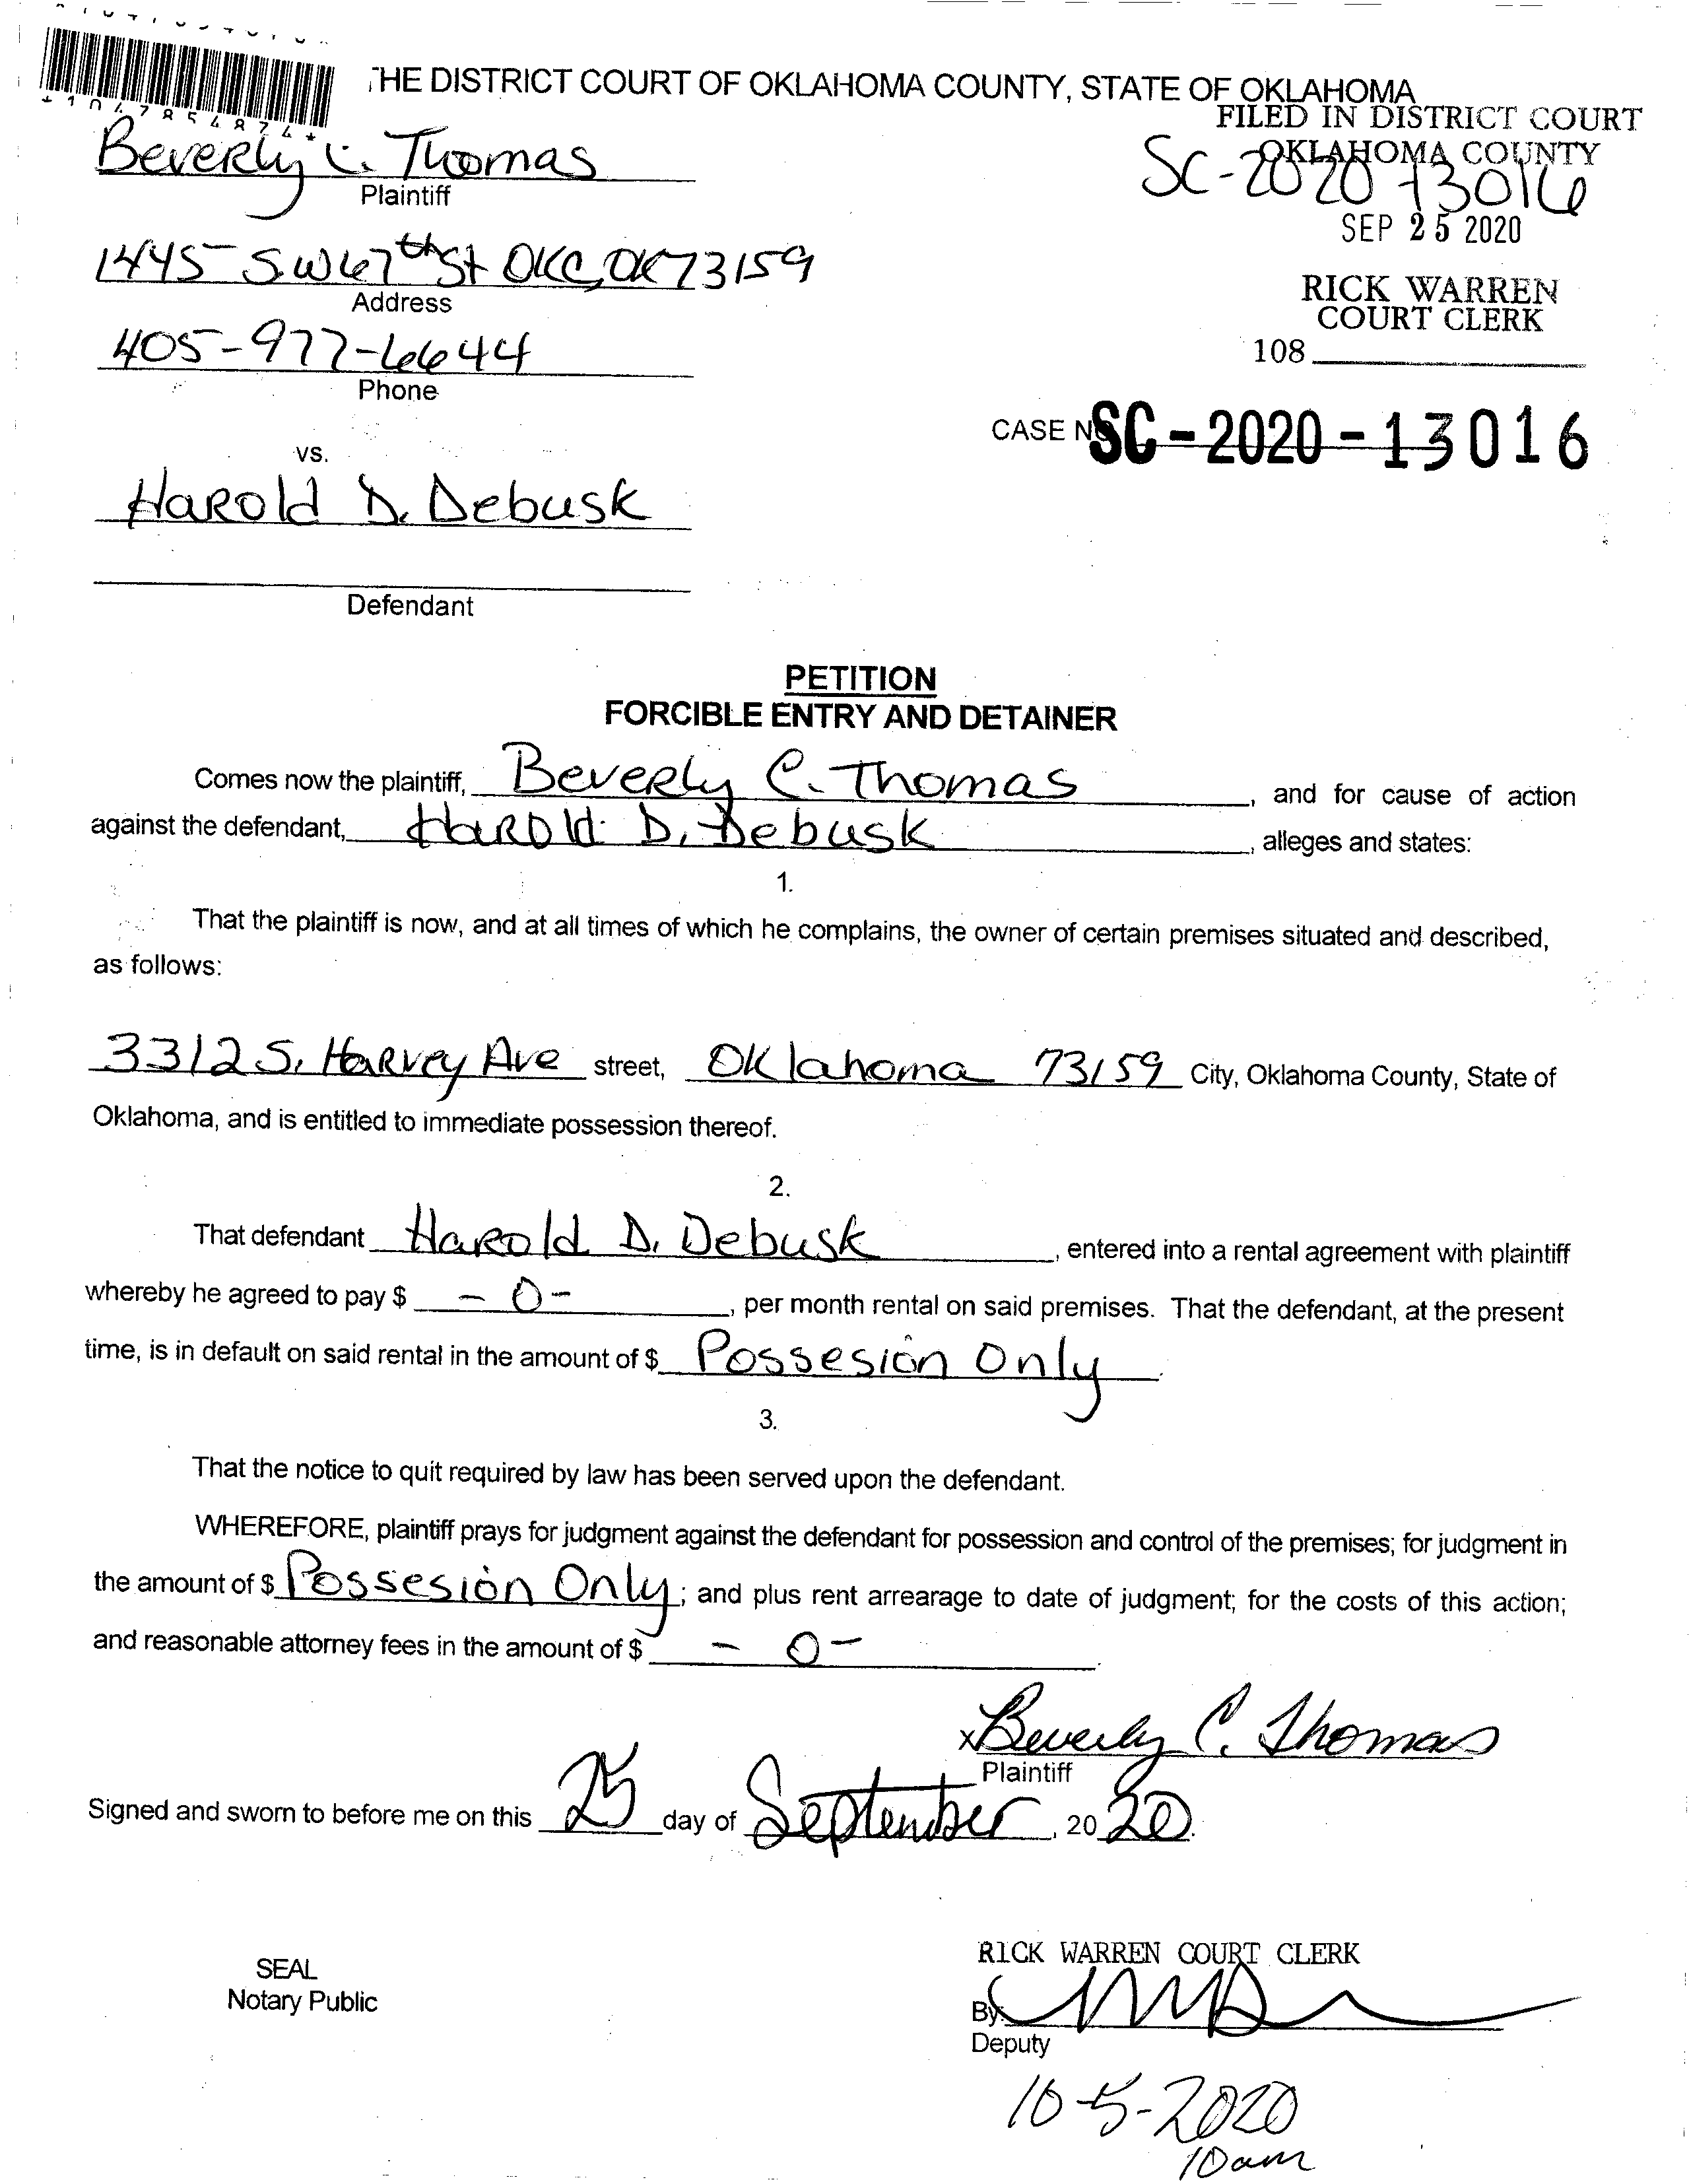 THE DISTRICT COURT OF OKLAHOMA COUNTY, STATE OF OKLAHOMA
FILED IN DISTRICT COURT
OKLAHOMA COUNTY
*1047854874*
Beverly C. Thomas
Plaintiff
SC-2020-13016
SEP 25 2020
1445 SW 67th St OKC, OK 73159
Address
RICK WARREN
COURT CLERK
405-977-6644
Phone
108
CASE NO. SC-2020-13016
vs.
Harold D. Debusk
Defendant
PETITION
FORCIBLE ENTRY AND DETAINER
Comes now the plaintiff, Beverly C. Thomas, and for cause of action
against the defendant, Harold D. Debusk, alleges and states:
1.
That the plaintiff is now, and at all times of which he complains, the owner of certain premises situated and described,
as follows:
3312 S. Harvey Ave street, Oklahoma 73159 City, Oklahoma County, State of
Oklahoma, and is entitled to immediate possession thereof.
2.
That defendant Harold D. Debusk, entered into a rental agreement with plaintiff
whereby he agreed to pay $ -0-, per month rental on said premises. That the defendant, at the present
time, is in default on said rental in the amount of $ Possesion Only.
3.
That the notice to quit required by law has been served upon the defendant.
WHEREFORE, plaintiff prays for judgment against the defendant for possession and control of the premises; for judgment in
the amount of $ Possesion Only; and plus rent arrearage to date of judgment; for the costs of this action;
and reasonable attorney fees in the amount of $ -0-.
x Beverly C. Thomas
Plaintiff
Signed and sworn to before me on this 25 day of September, 2020.
RICK WARREN COURT CLERK
SEAL
Notary Public
By:
Deputy
10-5-2020
10am